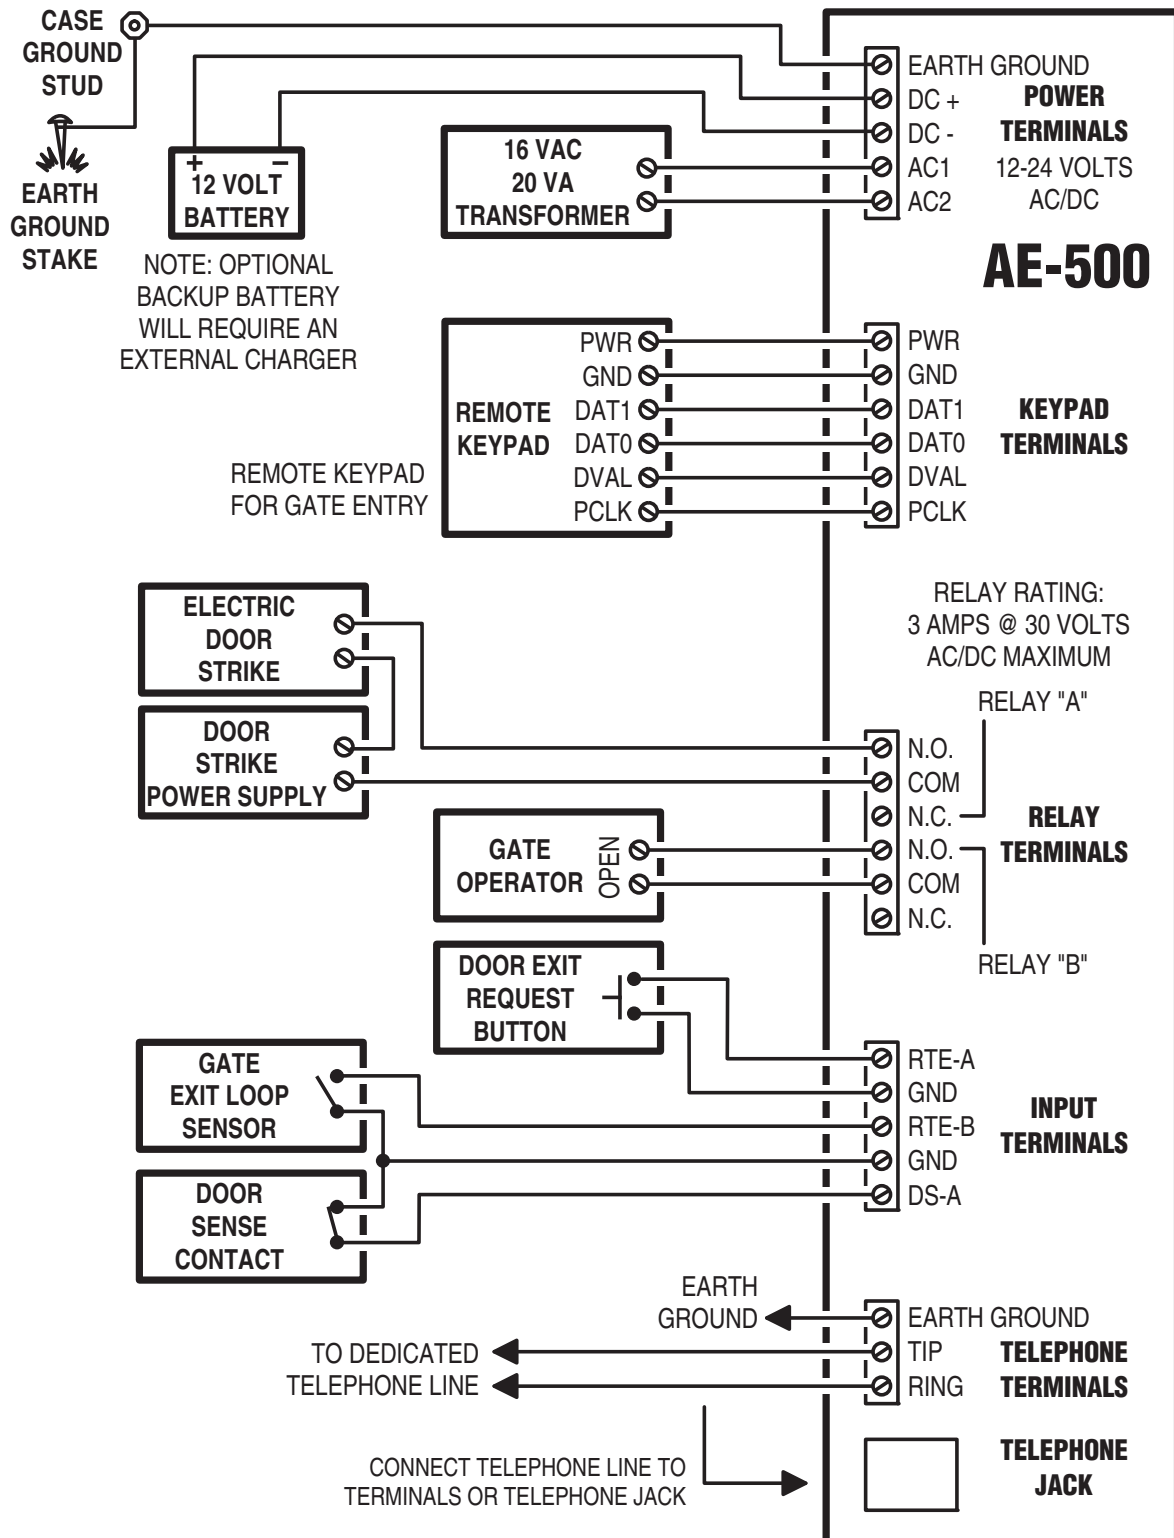 CASE
GROUND
STUD
EARTH
GROUND
STAKE
+ –
12 VOLT
BATTERY
NOTE: OPTIONAL
BACKUP BATTERY
WILL REQUIRE AN
EXTERNAL CHARGER
16 VAC
20 VA
TRANSFORMER
EARTH GROUND
DC +
DC -
AC1
AC2
POWER
TERMINALS
12-24 VOLTS
AC/DC
AE-500
REMOTE
KEYPAD
PWR
GND
DAT1
DAT0
DVAL
PCLK
REMOTE KEYPAD
FOR GATE ENTRY
PWR
GND
DAT1
DAT0
DVAL
PCLK
KEYPAD
TERMINALS
RELAY RATING:
3 AMPS @ 30 VOLTS
AC/DC MAXIMUM
RELAY "A"
ELECTRIC
DOOR
STRIKE
DOOR
STRIKE
POWER SUPPLY
GATE
OPERATOR
OPEN
N.O.
COM
N.C.
N.O.
COM
N.C.
RELAY
TERMINALS
RELAY "B"
DOOR EXIT
REQUEST
BUTTON
GATE
EXIT LOOP
SENSOR
DOOR
SENSE
CONTACT
RTE-A
GND
RTE-B
GND
DS-A
INPUT
TERMINALS
EARTH
GROUND
TO DEDICATED
TELEPHONE LINE
EARTH GROUND
TIP
RING
TELEPHONE
TERMINALS
CONNECT TELEPHONE LINE TO
TERMINALS OR TELEPHONE JACK
TELEPHONE
JACK